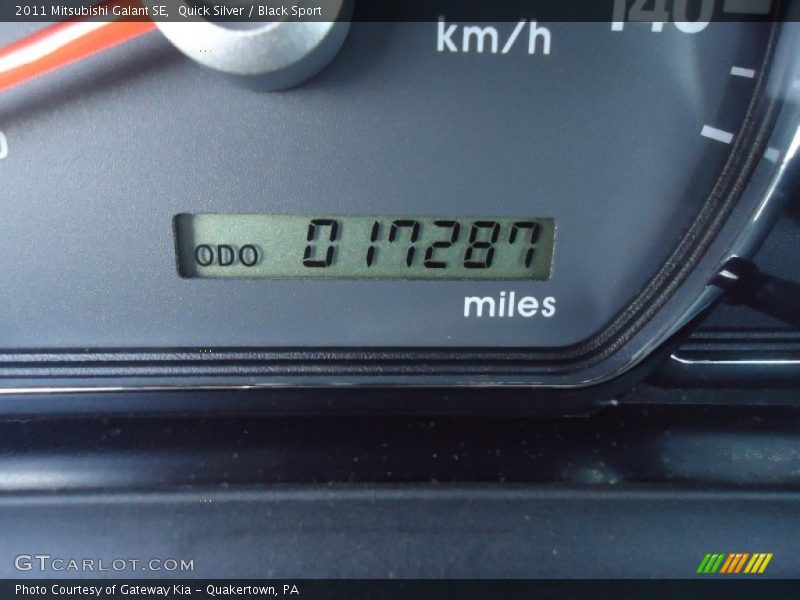 2011 Mitsubishi Galant SE, Quick Silver / Black Sport
140
km/h
ODO 017287
miles
GTCARLOT.COM
Photo Courtesy of Gateway Kia - Quakertown, PA